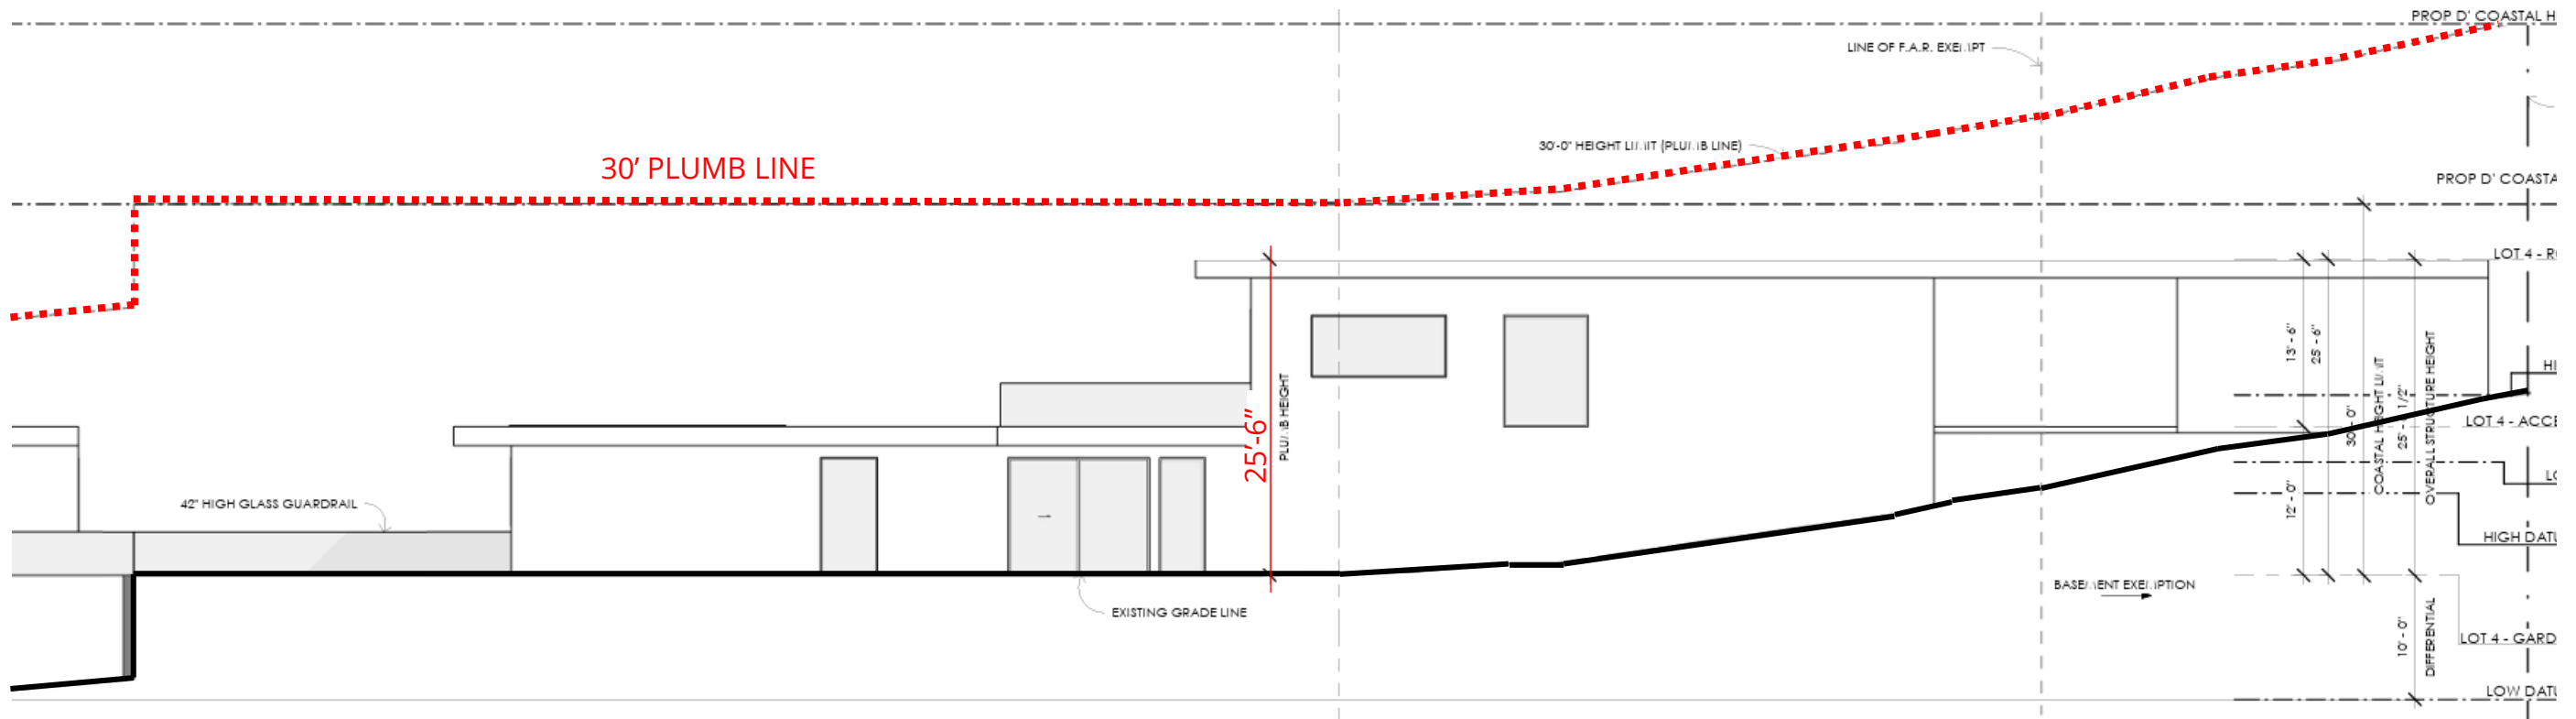 PROP D' COASTAL H
LINE OF F.A.R. EXEMPT
30'-0" HEIGHT LIMIT (PLUMB LINE)
30’ PLUMB LINE
PROP D' COASTA
LOT 4 - R
13' - 6"
25' - 6"
30' - 0"
COASTAL HEIGHT LIMIT
25' - 8 1/2"
OVERALL STRUCTURE HEIGHT
HI
PLUMB HEIGHT
25’-6”
LOT 4 - ACCE
42" HIGH GLASS GUARDRAIL
12' - 0"
HIGH DATU
BASEMENT EXEMPTION
EXISTING GRADE LINE
10' - 0"
DIFFERENTIAL
LOT 4 - GARD
LOW DATU